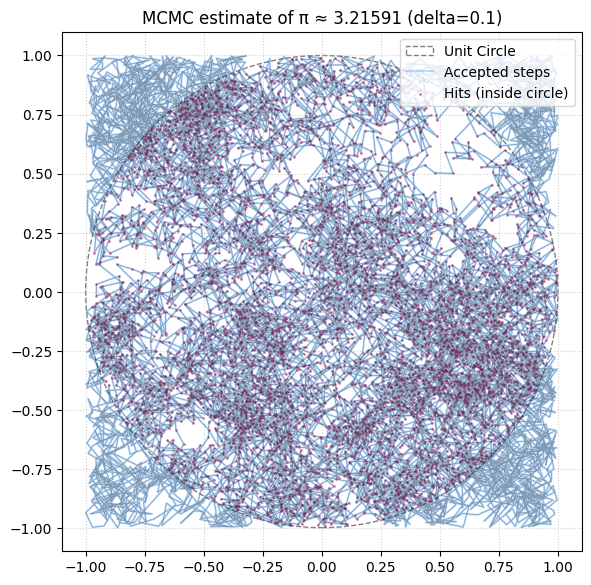 MCMC estimate of π ≈ 3.21591 (delta=0.1)
Unit Circle
Accepted steps
Hits (inside circle)
1.00
0.75
0.50
0.25
0.00
−0.25
−0.50
−0.75
−1.00
−1.00 −0.75 −0.50 −0.25 0.00 0.25 0.50 0.75 1.00